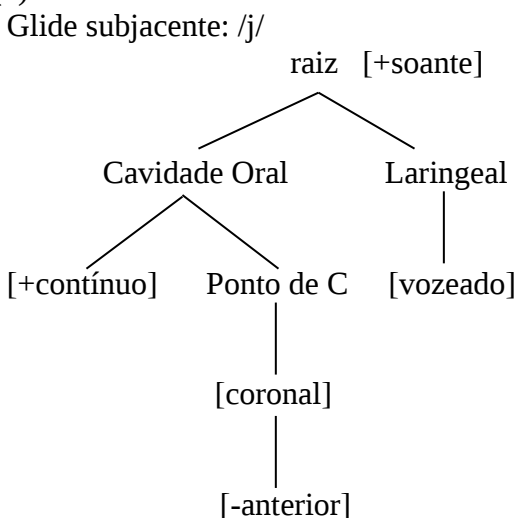 Glide subjacente: /j/
raiz [+soante]
Cavidade Oral Laringeal
[+contínuo] Ponto de C [vozeado]
[coronal]
[-anterior]